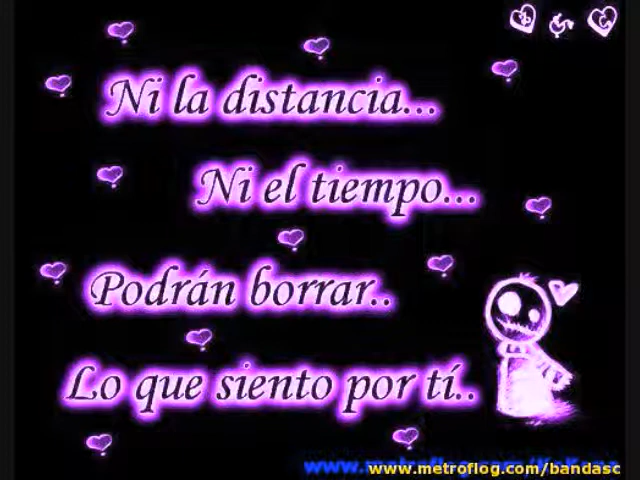 Ni la distancia...
Ni el tiempo...
Podrán borrar..
Lo que siento por tí..
www.metroflog.com/bandasc